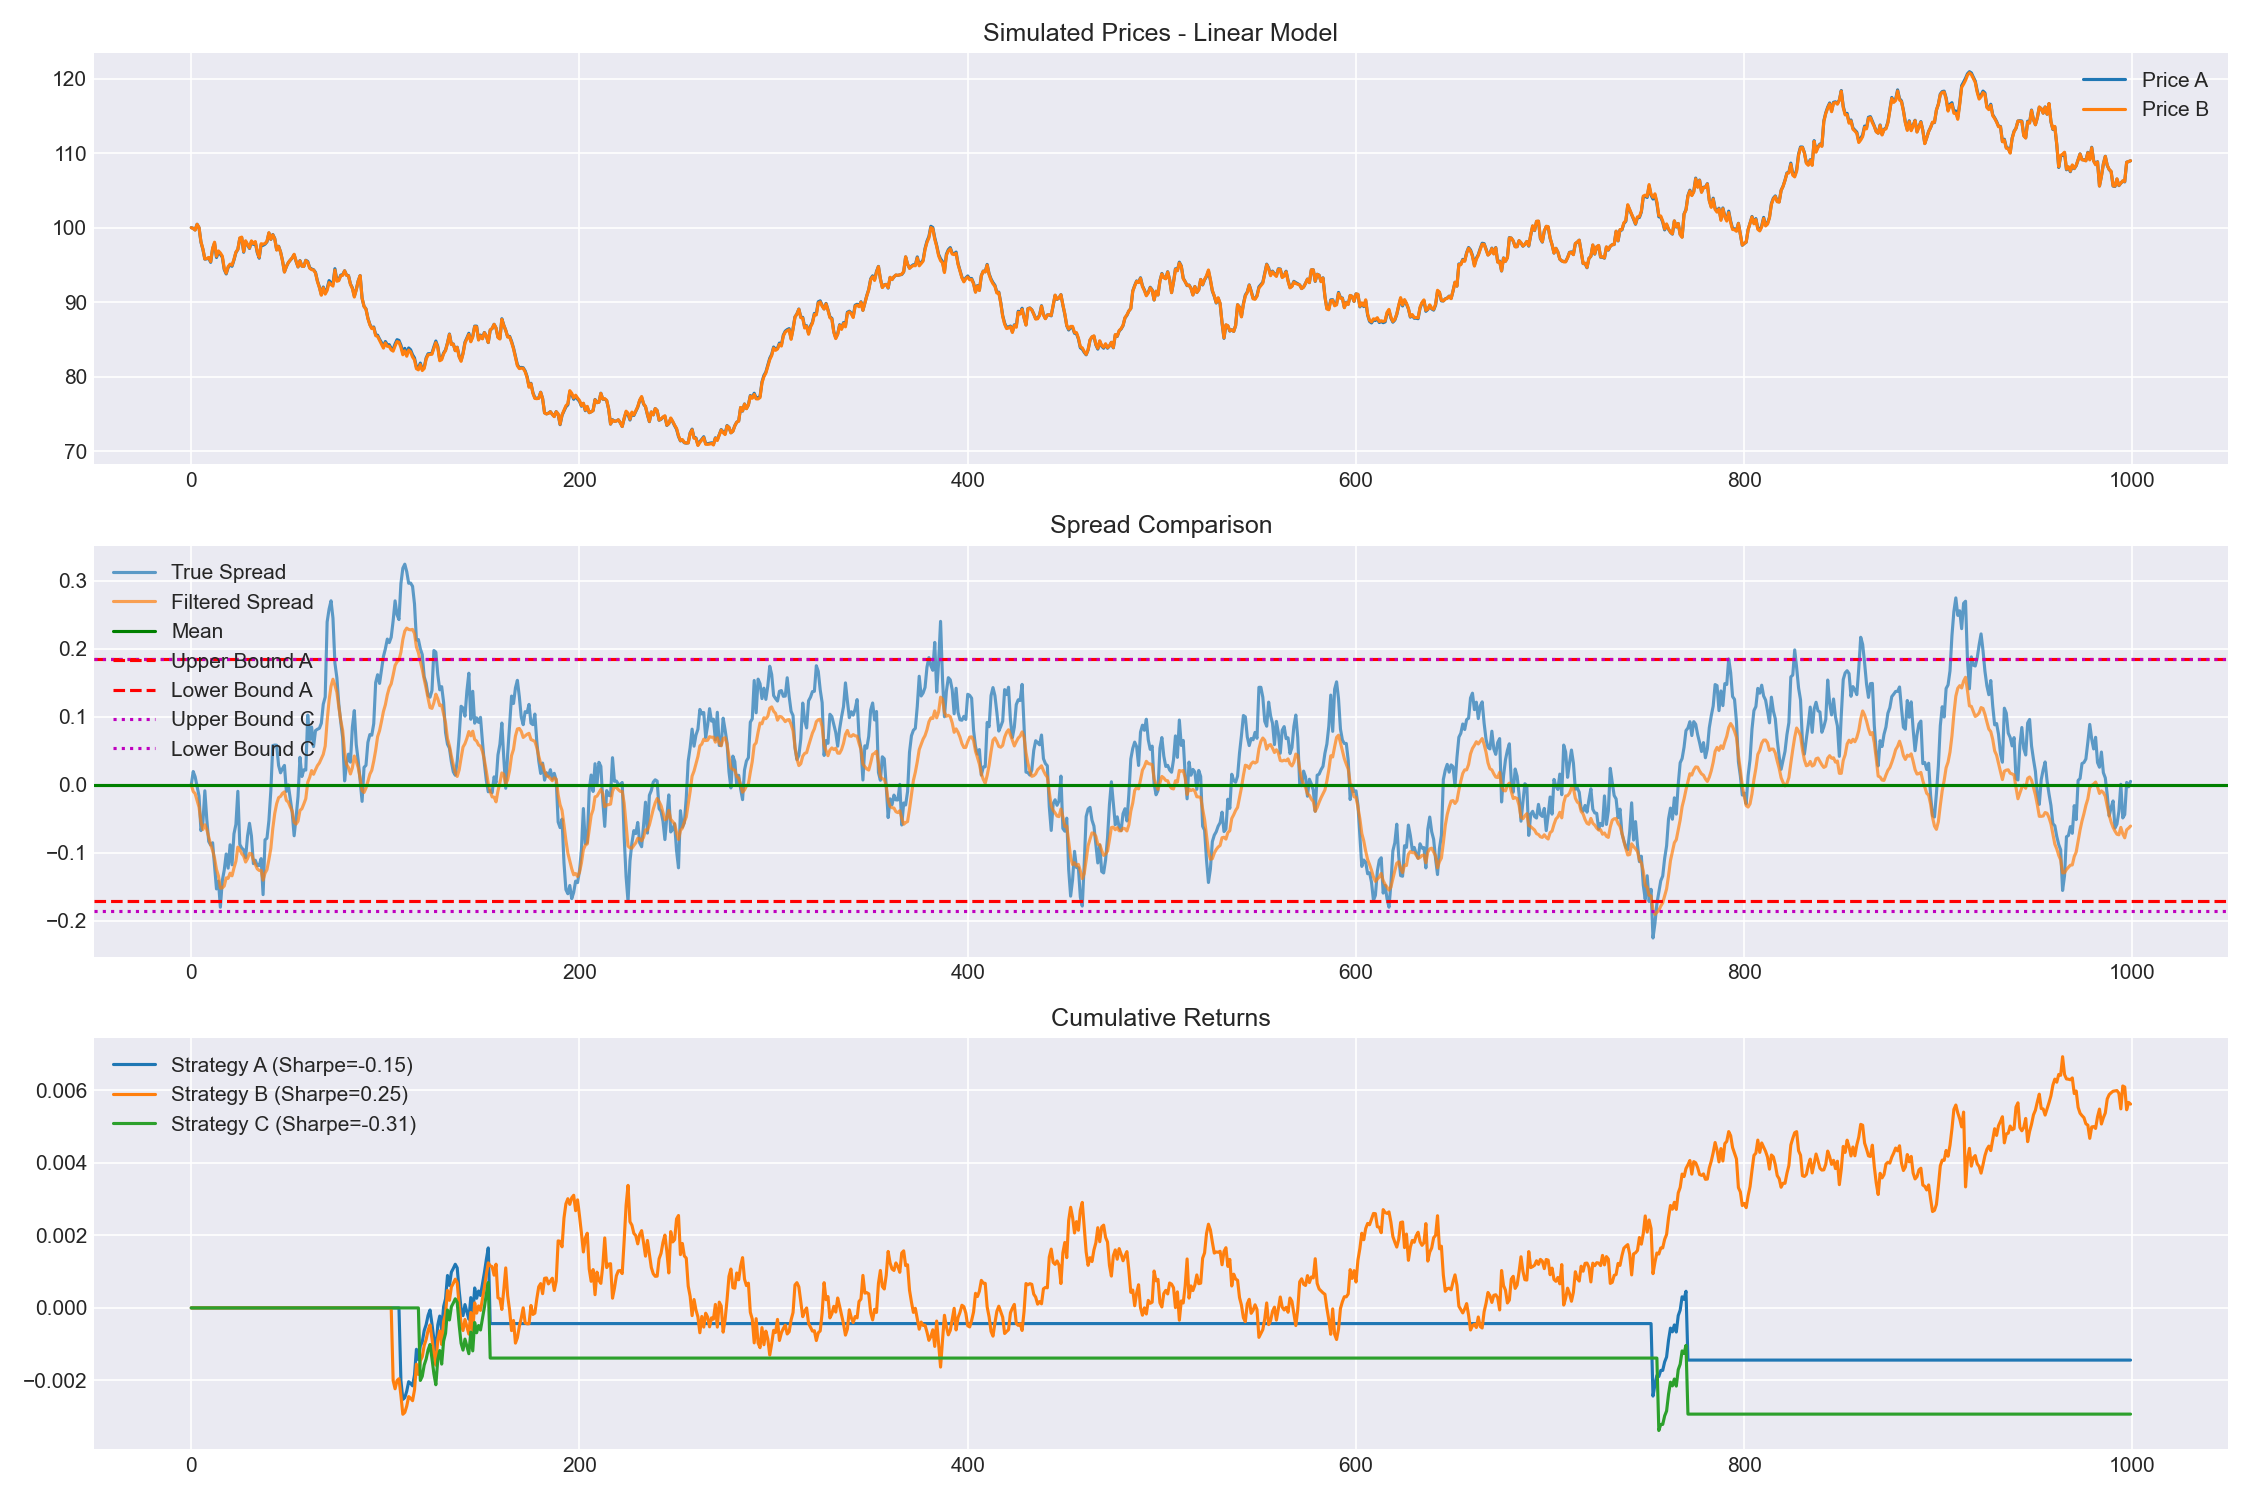 Simulated Prices - Linear Model
120
110
100
90
80
70
Price A
Price B
0 200 400 600 800 1000
Spread Comparison
0.3
0.2
0.1
0.0
−0.1
−0.2
True Spread
Filtered Spread
Mean
Upper Bound A
Lower Bound A
Upper Bound C
Lower Bound C
0 200 400 600 800 1000
Cumulative Returns
0.006
0.004
0.002
0.000
−0.002
Strategy A (Sharpe=-0.15)
Strategy B (Sharpe=0.25)
Strategy C (Sharpe=-0.31)
0 200 400 600 800 1000